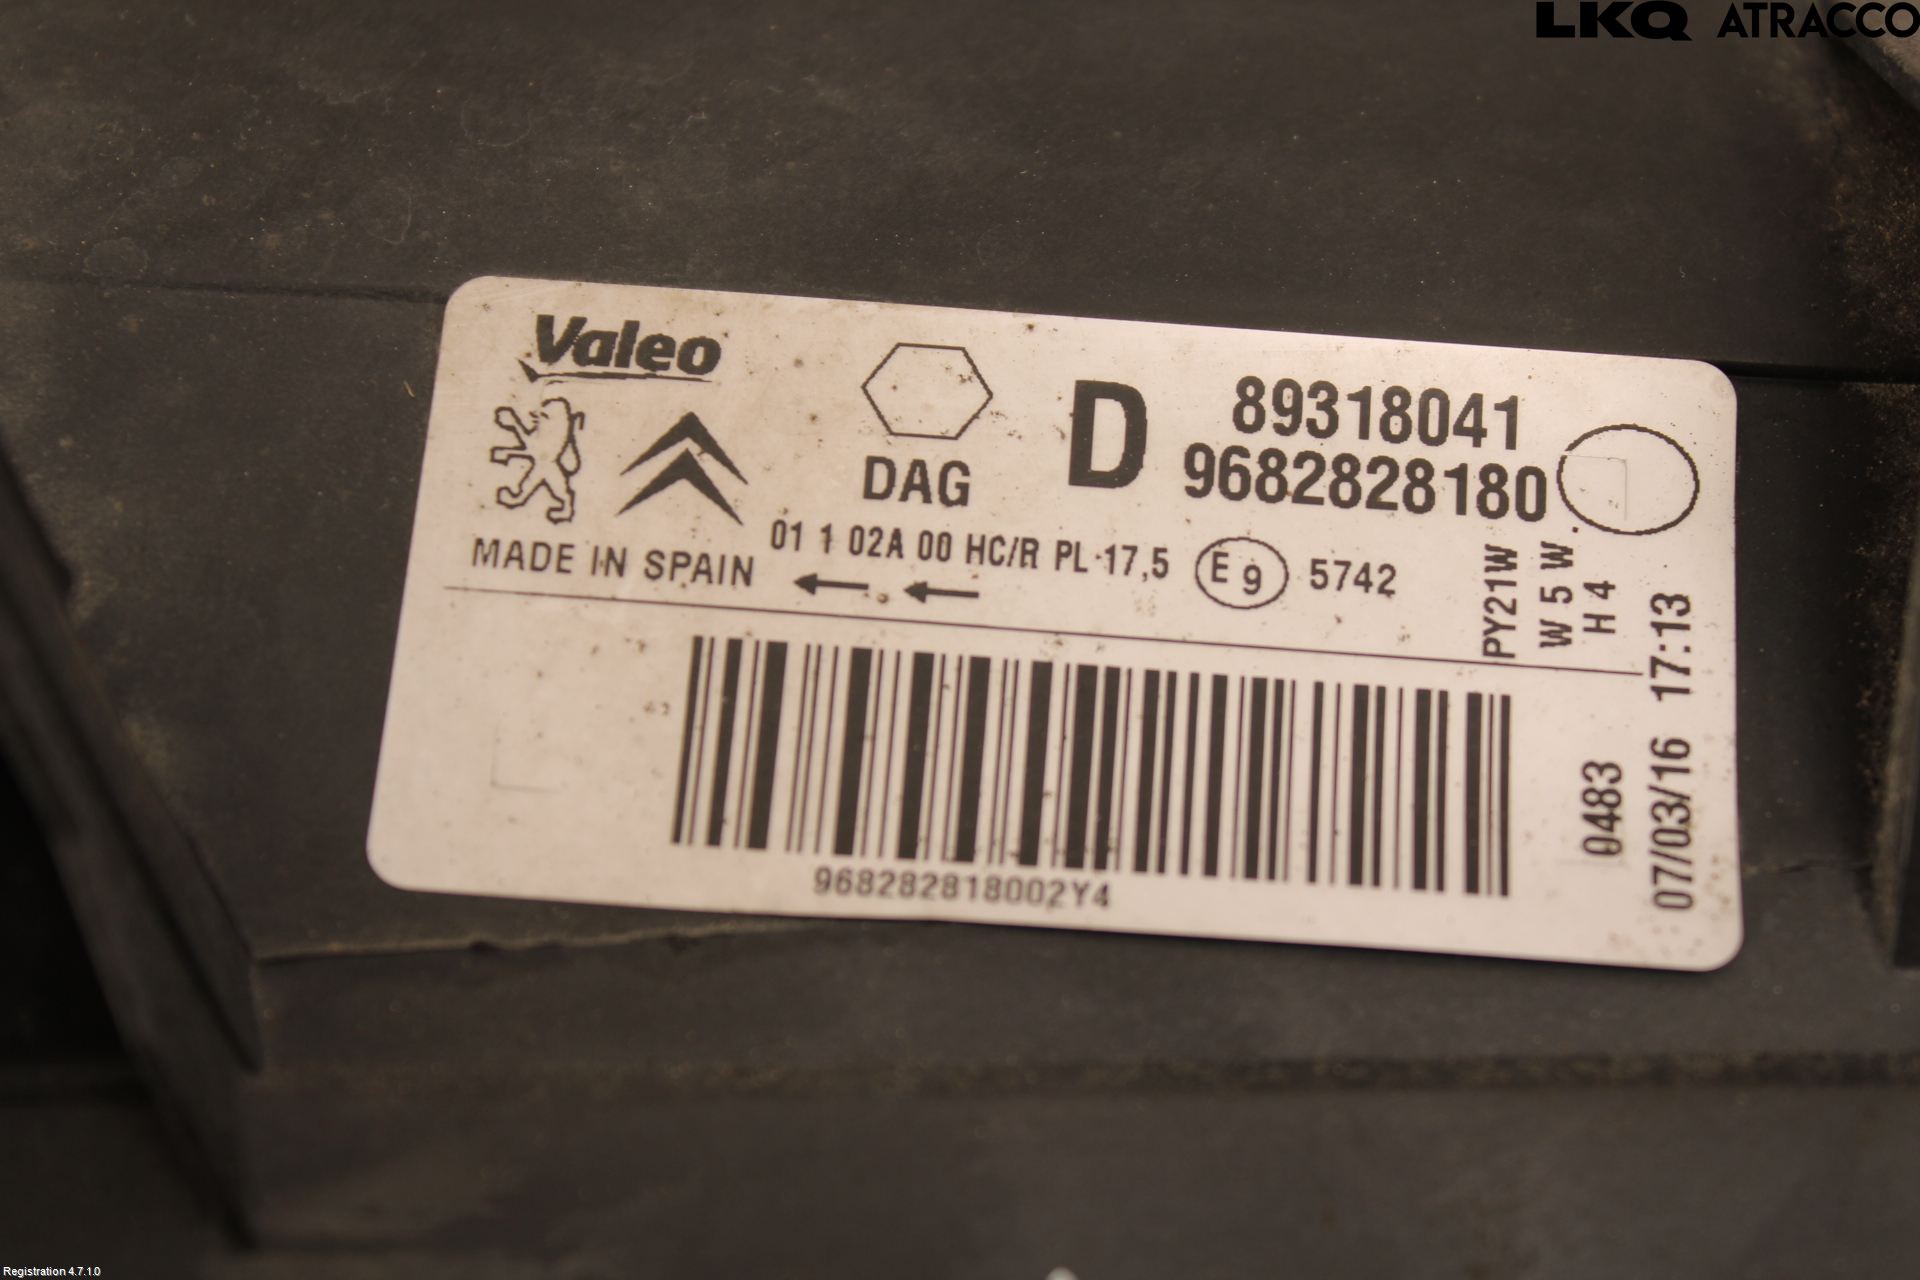 LKQ ATRACCO
Valeo
DAG
D
89318041
9682828180
MADE IN SPAIN
01 1 02A 00 HC/R PL 17,5
E 9
5742
PY21W
W 5 W
H 4
968282818002Y4
0483
07/03/16 17:13
Registration 4.7.1.0